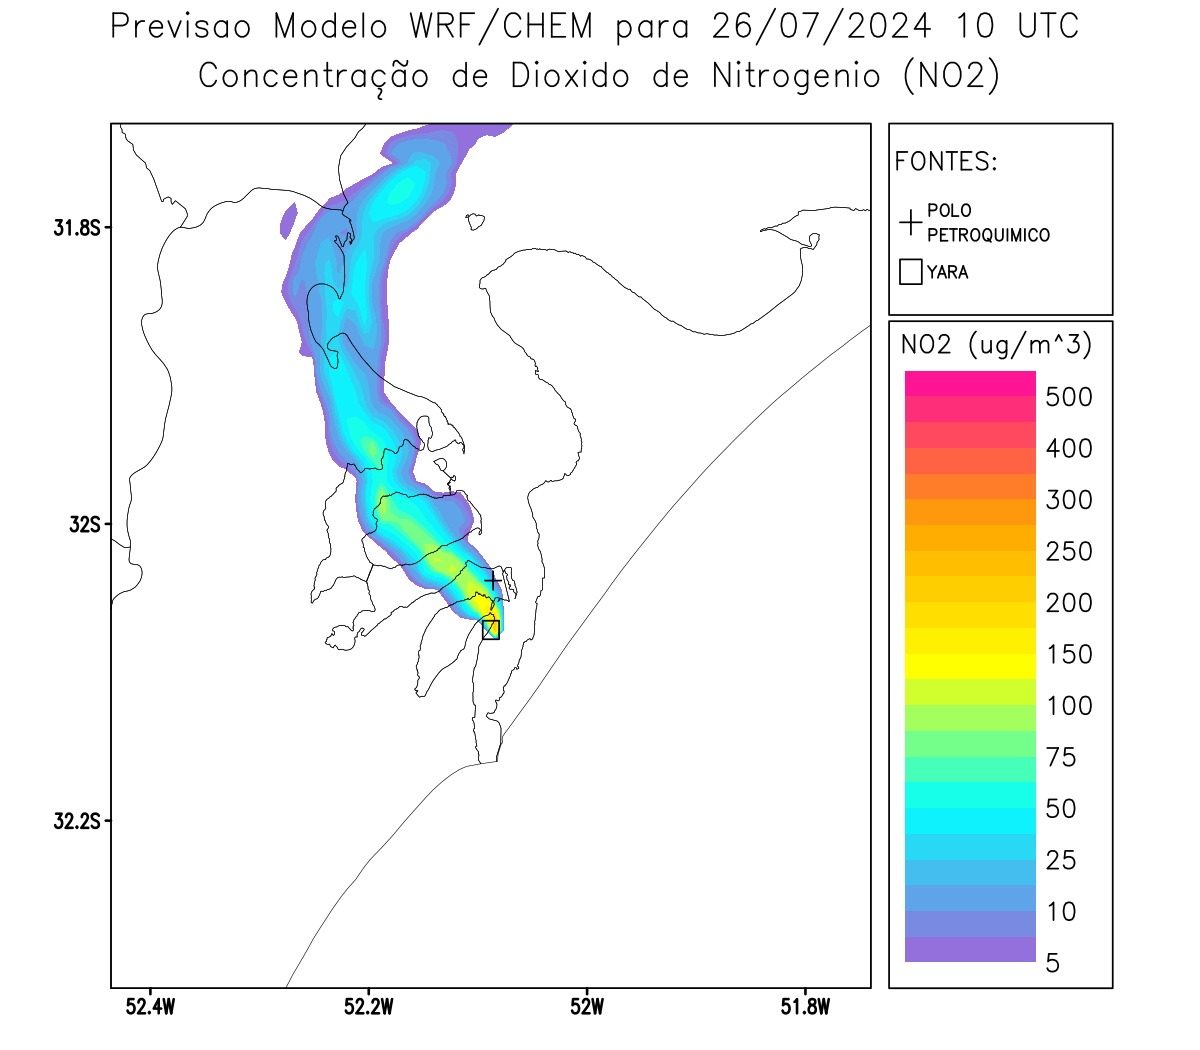 Previsao Modelo WRF/CHEM para 26/07/2024 10 UTC
Concentração de Dioxido de Nitrogenio (NO2)
FONTES:
POLO
PETROQUIMICO
YARA
NO2 (ug/m^3)
500
400
300
250
200
150
100
75
50
25
10
5
31.8S
32S
32.2S
52.4W
52.2W
52W
51.8W